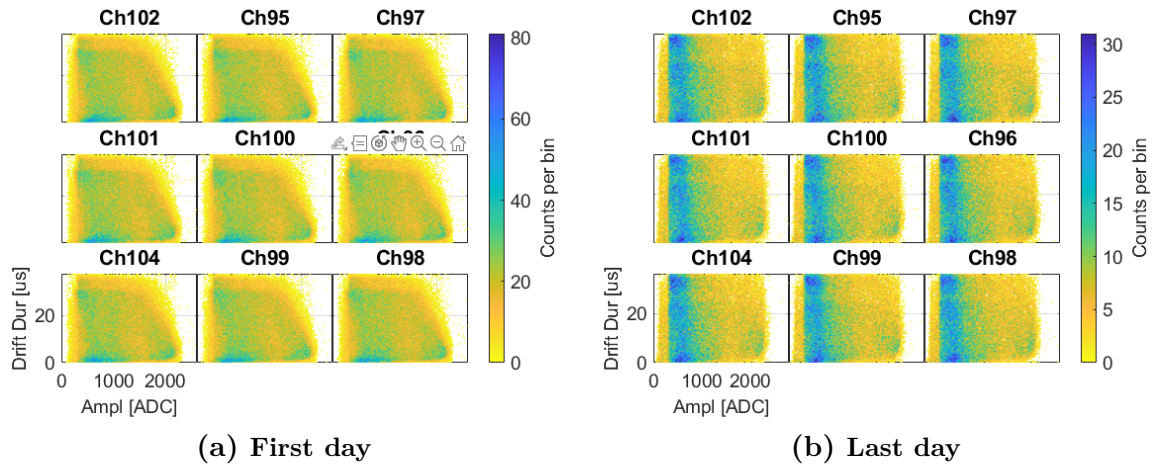 Ch102 Ch95 Ch97
Ch101 Ch100
Ch104 Ch99 Ch98
Drift Dur [us]
20
0
0 1000 2000
Ampl [ADC]
80
60
40
20
0
Counts per bin
(a) First day
Ch102 Ch95 Ch97
Ch101 Ch100 Ch96
Ch104 Ch99 Ch98
Drift Dur [us]
20
0
0 1000 2000
Ampl [ADC]
30
25
20
15
10
5
0
Counts per bin
(b) Last day